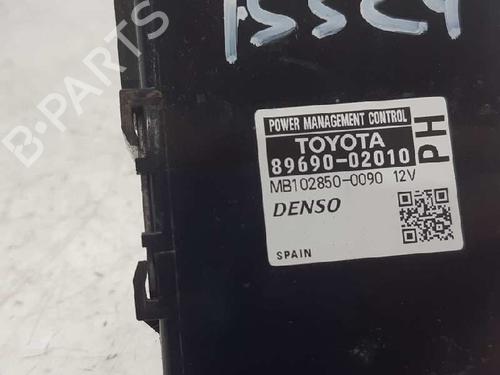 POWER MANAGEMENT CONTROL
TOYOTA
89690-02010
PH
MB102850-0090 12V
DENSO
SPAIN
B-PARTS